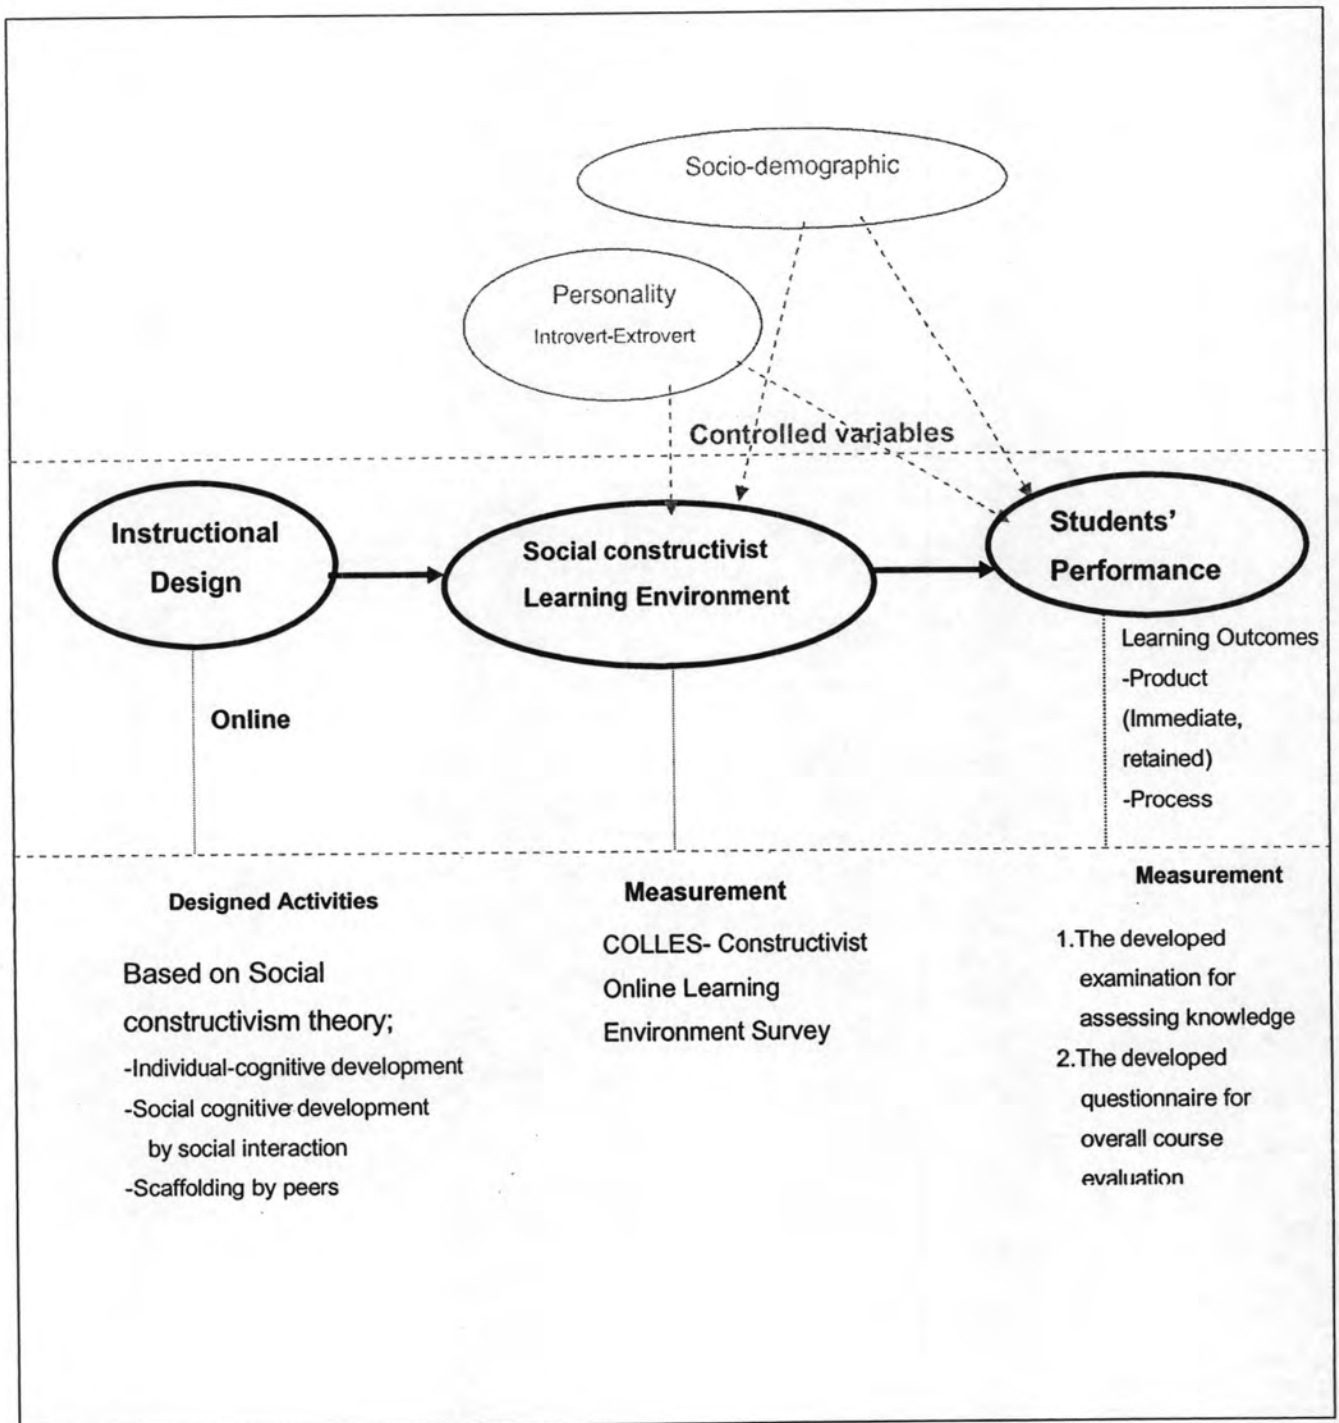 Socio-demographic
Personality
Introvert-Extrovert
Controlled variables
Instructional
Design
Social constructivist
Learning Environment
Students'
Performance
Online
Learning Outcomes
-Product
(Immediate,
retained)
-Process
Designed Activities
Based on Social
constructivism theory;
-Individual-cognitive development
-Social cognitive development
by social interaction
-Scaffolding by peers
Measurement
COLLES- Constructivist
Online Learning
Environment Survey
Measurement
1.The developed
examination for
assessing knowledge
2.The developed
questionnaire for
overall course
evaluation